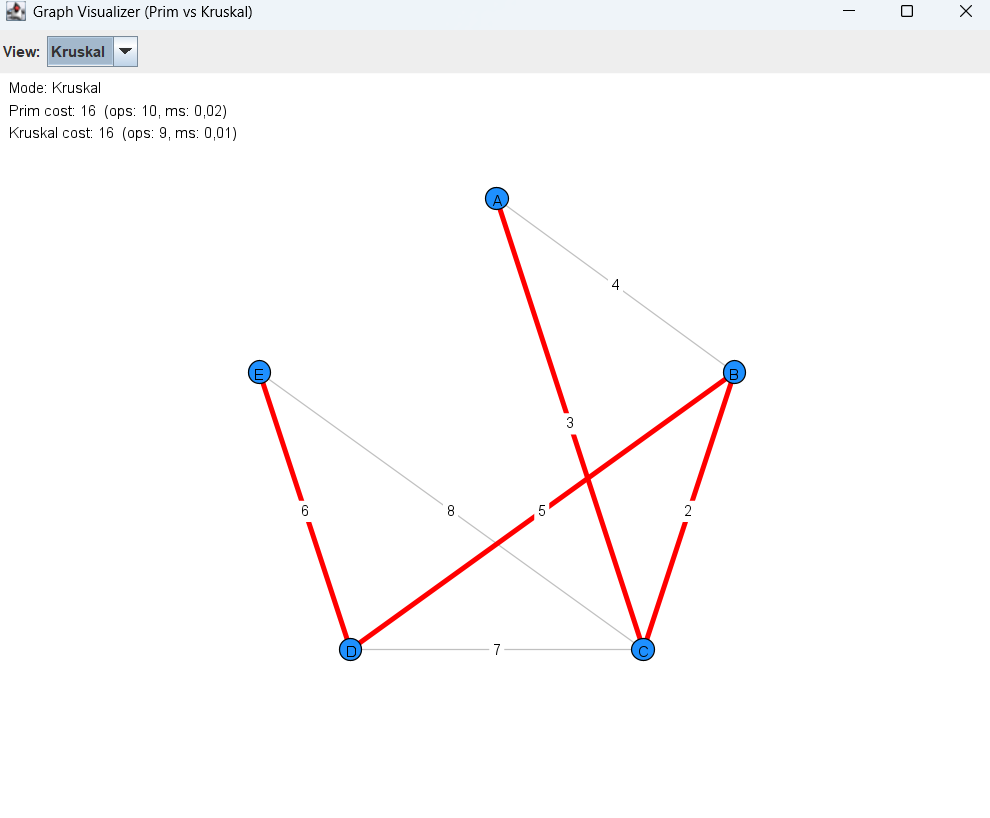 Graph Visualizer (Prim vs Kruskal)
View: Kruskal
Mode: Kruskal
Prim cost: 16 (ops: 10, ms: 0,02)
Kruskal cost: 16 (ops: 9, ms: 0,01)
A
4
E
B
3
6
8
5
2
D
7
C